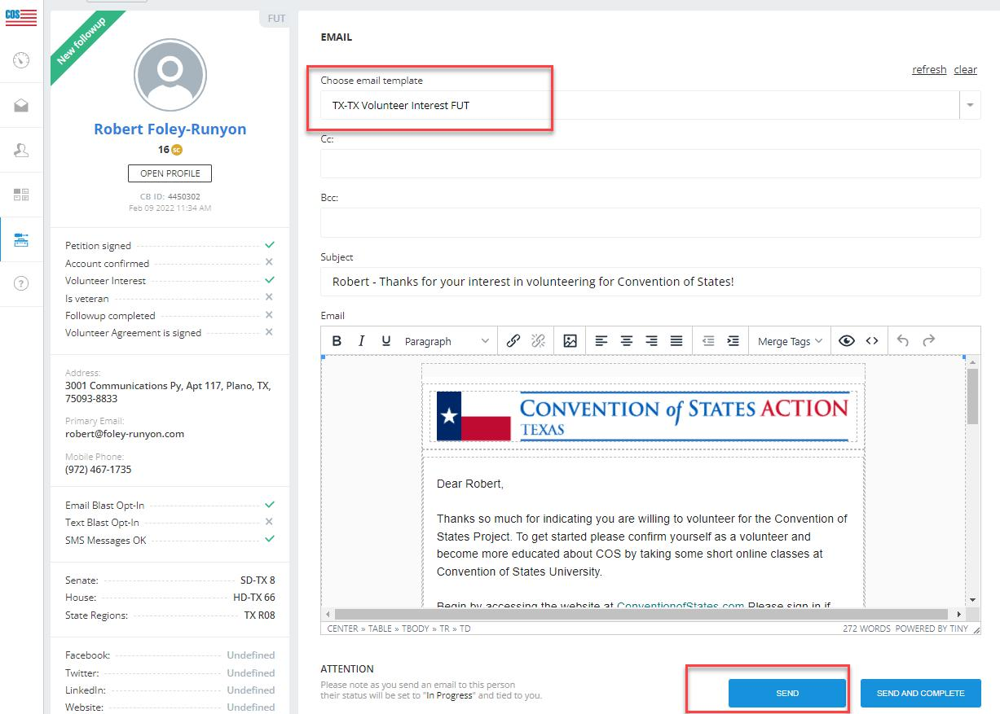 COS
New followup
FUT
Robert Foley-Runyon
16 SC
OPEN PROFILE
CB ID: 4450302
Feb 09 2022 11:34 AM
Petition signed
Account confirmed
Volunteer Interest
Is veteran
Followup completed
Volunteer Agreement is signed
Address:
3001 Communications Py, Apt 117, Plano, TX,
75093-8833
Primary Email:
robert@foley-runyon.com
Mobile Phone:
(972) 467-1735
Email Blast Opt-In
Text Blast Opt-In
SMS Messages OK
Senate: SD-TX 8
House: HD-TX 66
State Regions: TX R08
Facebook: Undefined
Twitter: Undefined
LinkedIn: Undefined
Website: Undefined
EMAIL
refresh clear
Choose email template
TX-TX Volunteer Interest FUT
Cc:
Bcc:
Subject
Robert - Thanks for your interest in volunteering for Convention of States!
Email
B I U Paragraph Merge Tags
CONVENTION of STATES ACTION
TEXAS
Dear Robert,
Thanks so much for indicating you are willing to volunteer for the Convention of
States Project. To get started please confirm yourself as a volunteer and
become more educated about COS by taking some short online classes at
Convention of States University.
Begin by accessing the website at ConventionofStates.com Please sign in if
CENTER » TABLE » TBODY » TR » TD
272 WORDS POWERED BY TINY
ATTENTION
Please note as you send an email to this person
their status will be set to "In Progress" and tied to you.
SEND
SEND AND COMPLETE